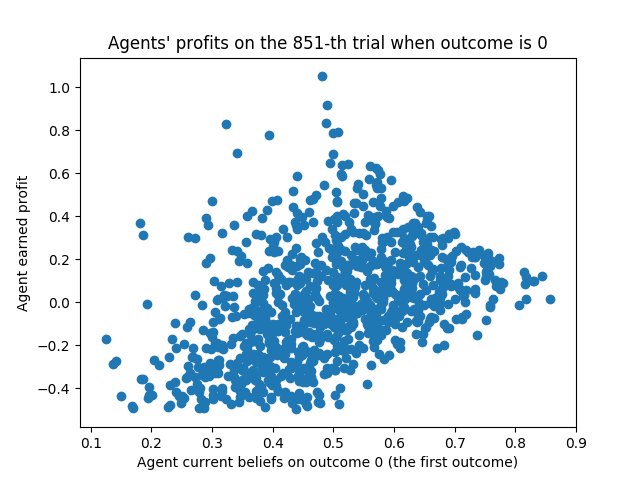 Agents' profits on the 851-th trial when outcome is 0
1.0
0.8
0.6
0.4
0.2
0.0
−0.2
−0.4
Agent earned profit
0.1 0.2 0.3 0.4 0.5 0.6 0.7 0.8 0.9
Agent current beliefs on outcome 0 (the first outcome)